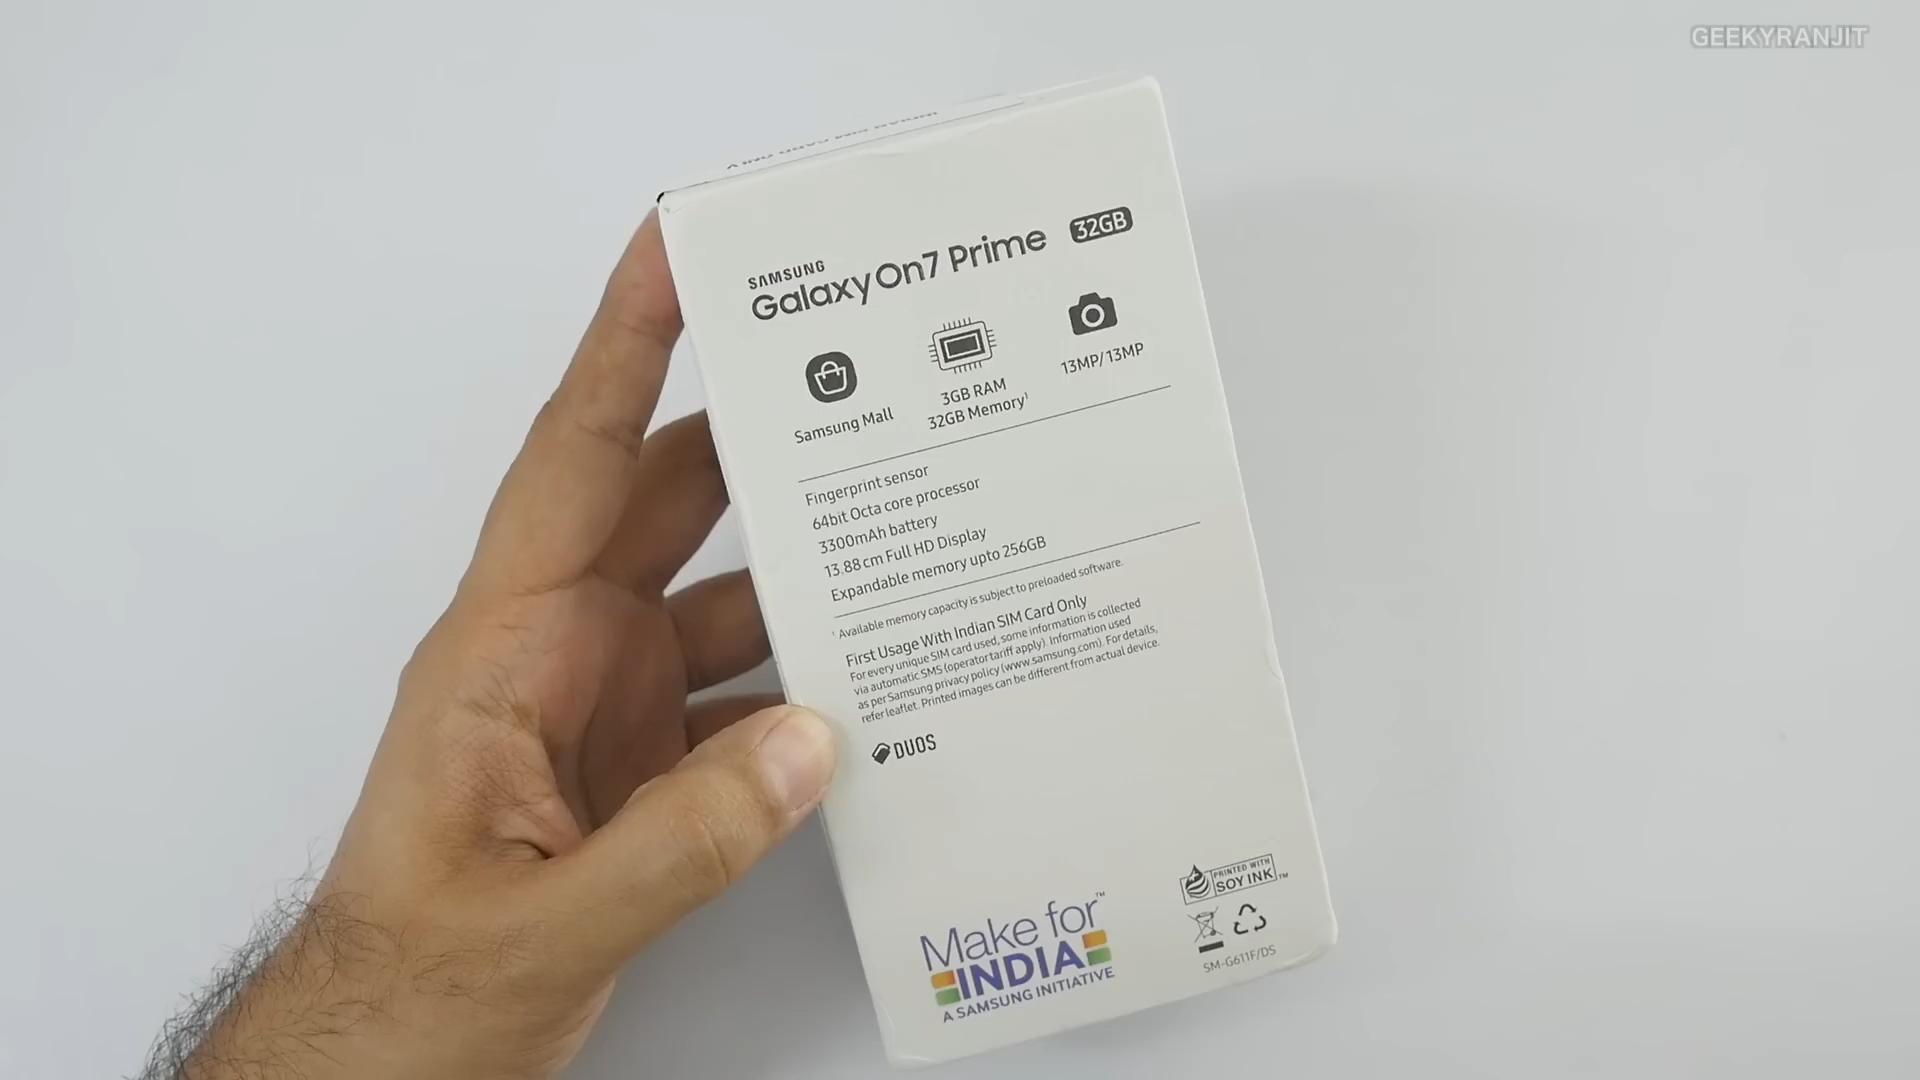 GEEKYRANJIT
INDIAN SIM CARD ONLY
SAMSUNG
Galaxy On7 Prime 32GB
Samsung Mall
3GB RAM
32GB Memory¹
13MP/13MP
Fingerprint sensor
64bit Octa core processor
3300mAh battery
13.88 cm Full HD Display
Expandable memory upto 256GB
¹ Available memory capacity is subject to preloaded software.
First Usage With Indian SIM Card Only
For every unique SIM card used, some information is collected
via automatic SMS (operator tariff apply). Information used
as per Samsung privacy policy (www.samsung.com). For details,
refer leaflet. Printed images can be different from actual device.
DUOS
Make for™
INDIA
A SAMSUNG INITIATIVE
PRINTED WITH
SOY INK™
SM-G611F/DS